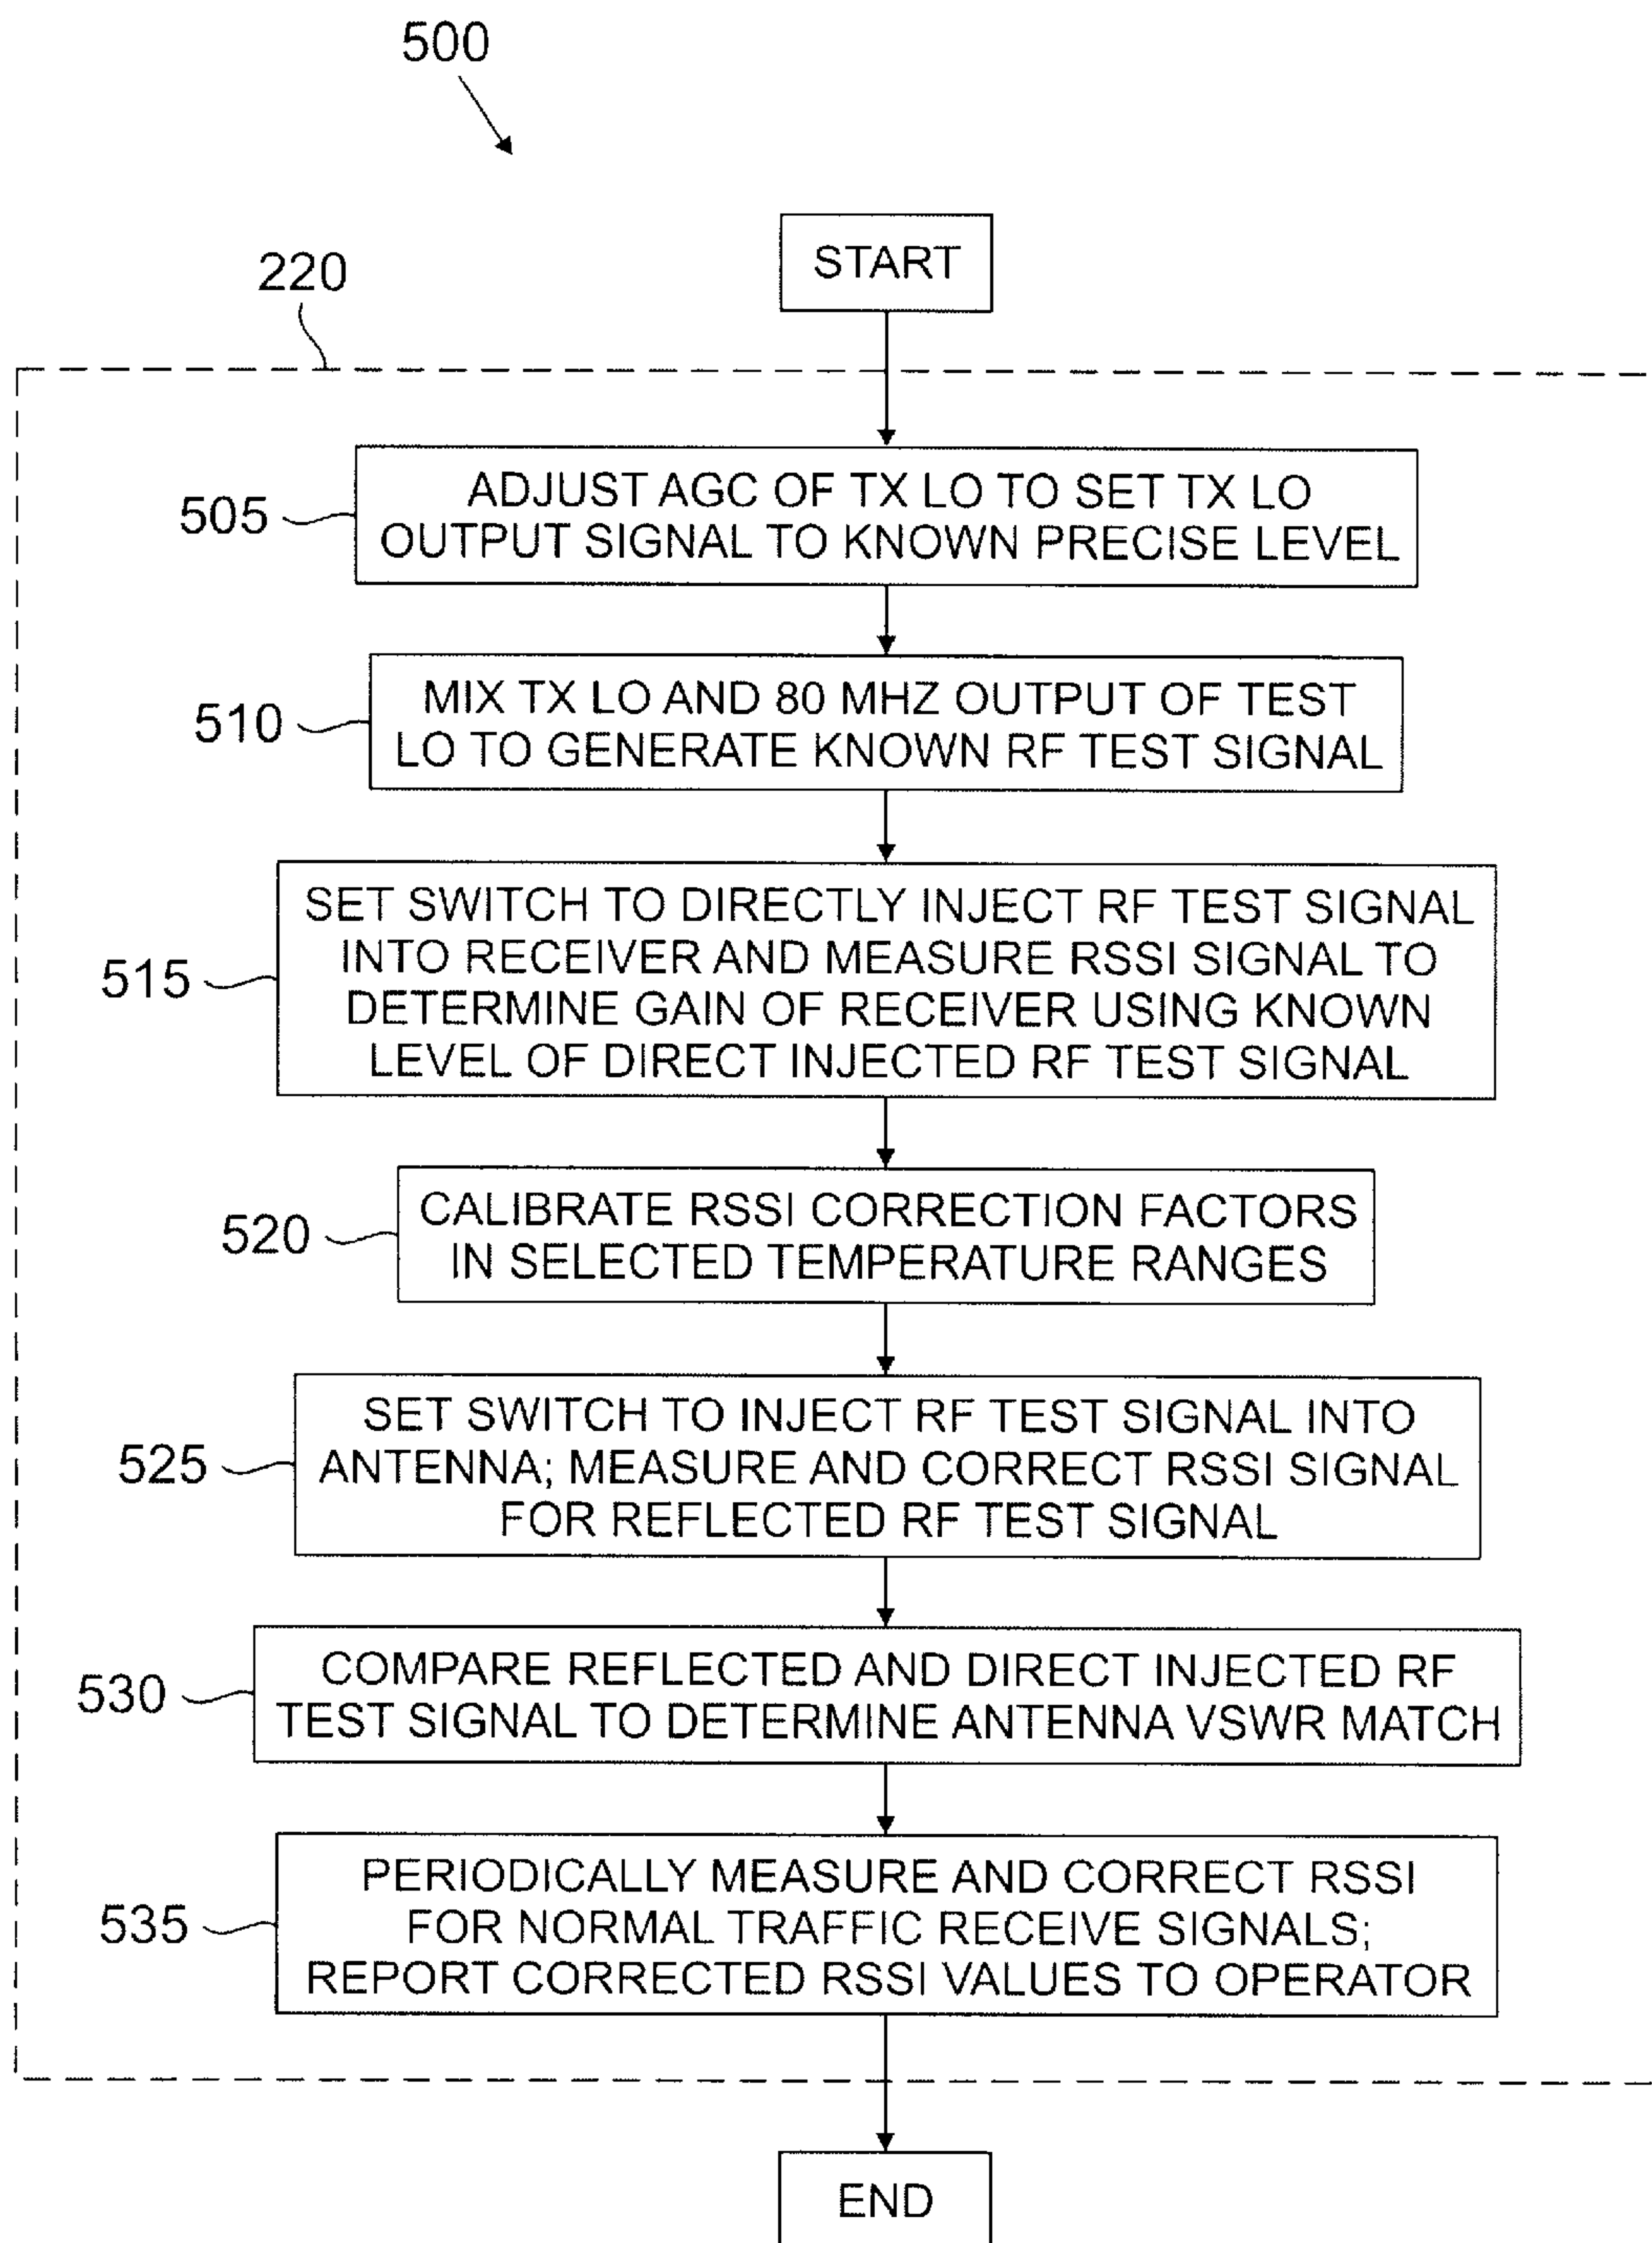 500
START
220
505
ADJUST AGC OF TX LO TO SET TX LO
OUTPUT SIGNAL TO KNOWN PRECISE LEVEL
510
MIX TX LO AND 80 MHZ OUTPUT OF TEST
LO TO GENERATE KNOWN RF TEST SIGNAL
515
SET SWITCH TO DIRECTLY INJECT RF TEST SIGNAL
INTO RECEIVER AND MEASURE RSSI SIGNAL TO
DETERMINE GAIN OF RECEIVER USING KNOWN
LEVEL OF DIRECT INJECTED RF TEST SIGNAL
520
CALIBRATE RSSI CORRECTION FACTORS
IN SELECTED TEMPERATURE RANGES
525
SET SWITCH TO INJECT RF TEST SIGNAL INTO
ANTENNA; MEASURE AND CORRECT RSSI SIGNAL
FOR REFLECTED RF TEST SIGNAL
530
COMPARE REFLECTED AND DIRECT INJECTED RF
TEST SIGNAL TO DETERMINE ANTENNA VSWR MATCH
535
PERIODICALLY MEASURE AND CORRECT RSSI
FOR NORMAL TRAFFIC RECEIVE SIGNALS;
REPORT CORRECTED RSSI VALUES TO OPERATOR
END